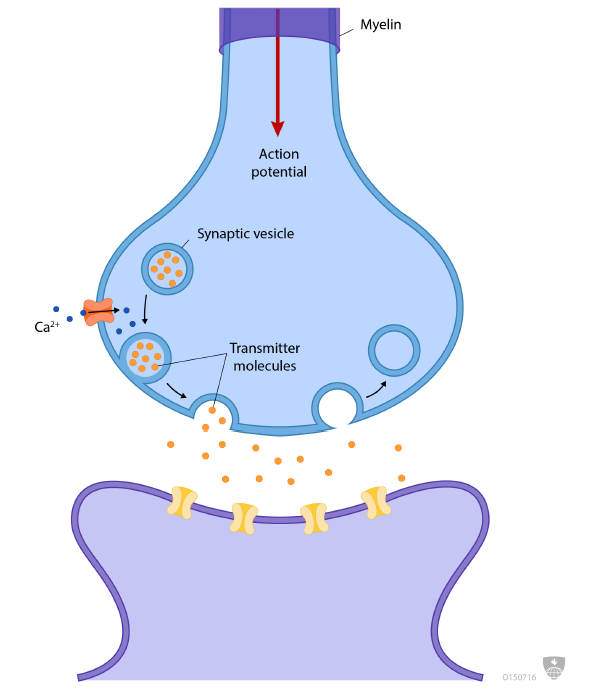 Myelin
Action
potential
Synaptic vesicle
Ca²⁺
Transmitter
molecules
O150716